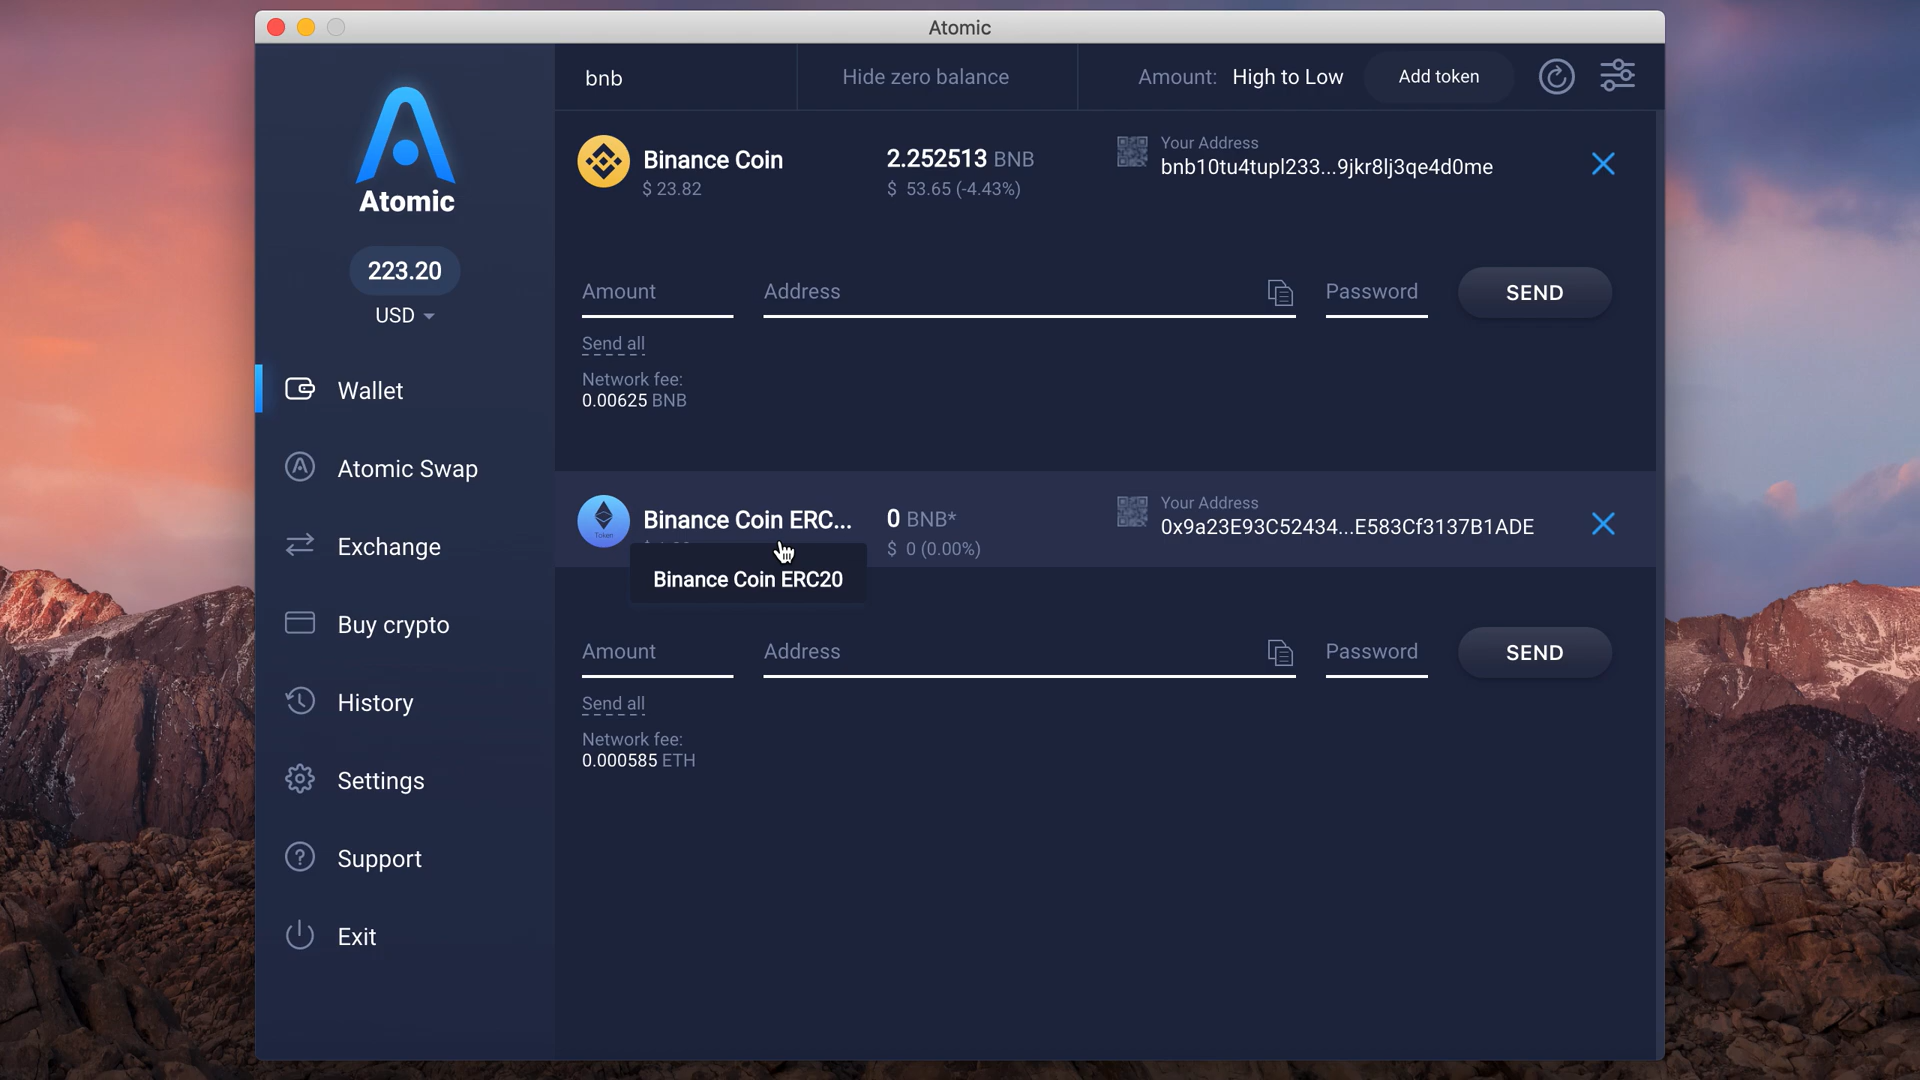 Atomic
Atomic
223.20
USD
Wallet
Atomic Swap
Exchange
Buy crypto
History
Settings
Support
Exit
bnb
Hide zero balance
Amount: High to Low
Add token
Binance Coin
$ 23.82
2.252513 BNB
$ 53.65 (-4.43%)
Your Address
bnb10tu4tupl233...9jkr8lj3qe4d0me
Amount
Address
Password
SEND
Send all
Network fee:
0.00625 BNB
Token
Binance Coin ERC...
0 BNB*
$ 0 (0.00%)
Your Address
0x9a23E93C52434...E583Cf3137B1ADE
Binance Coin ERC20
Amount
Address
Password
SEND
Send all
Network fee:
0.000585 ETH